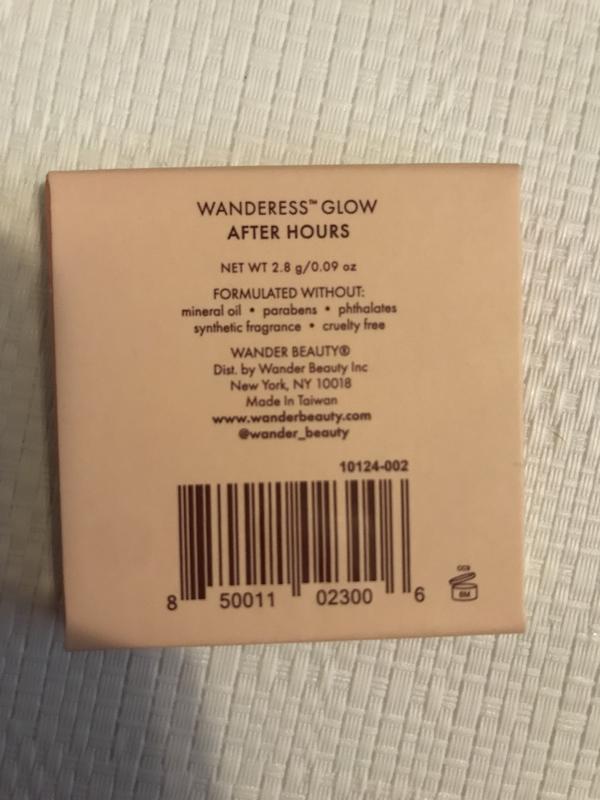 WANDERESS™ GLOW
AFTER HOURS
NET WT 2.8 g/0.09 oz
FORMULATED WITHOUT:
mineral oil • parabens • phthalates
synthetic fragrance • cruelty free
WANDER BEAUTY®
Dist. by Wander Beauty Inc
New York, NY 10018
Made In Taiwan
www.wanderbeauty.com
@wander_beauty
10124-002
8 50011 02300 6